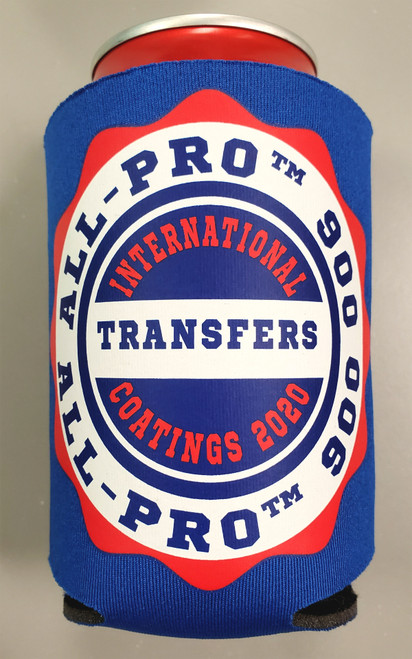 ALL-PRO™ 900
INTERNATIONAL
TRANSFERS
COATINGS 2020
ALL-PRO™ 900